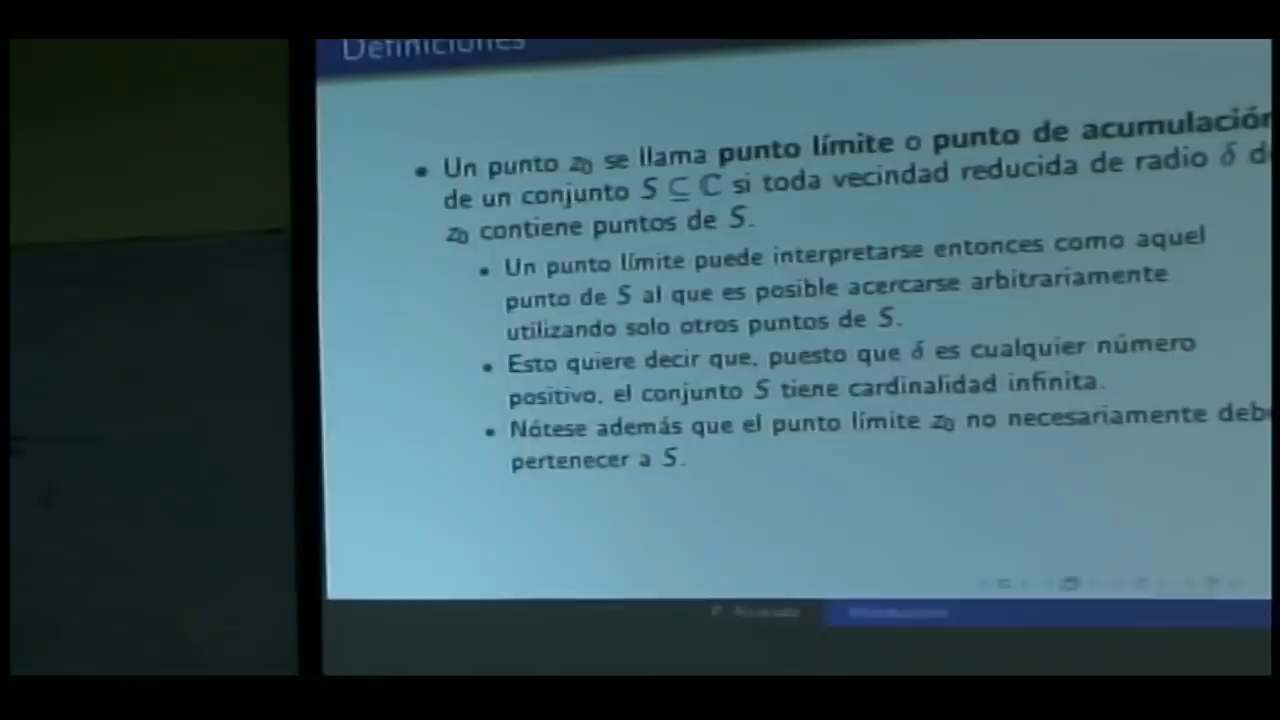 Definiciones
• Un punto z₀ se llama punto límite o punto de acumulación
de un conjunto S ⊆ ℂ si toda vecindad reducida de radio δ de
z₀ contiene puntos de S.
• Un punto límite puede interpretarse entonces como aquel
punto de S al que es posible acercarse arbitrariamente
utilizando solo otros puntos de S.
• Esto quiere decir que, puesto que δ es cualquier número
positivo, el conjunto S tiene cardinalidad infinita.
• Nótese además que el punto límite z₀ no necesariamente debe
pertenecer a S.